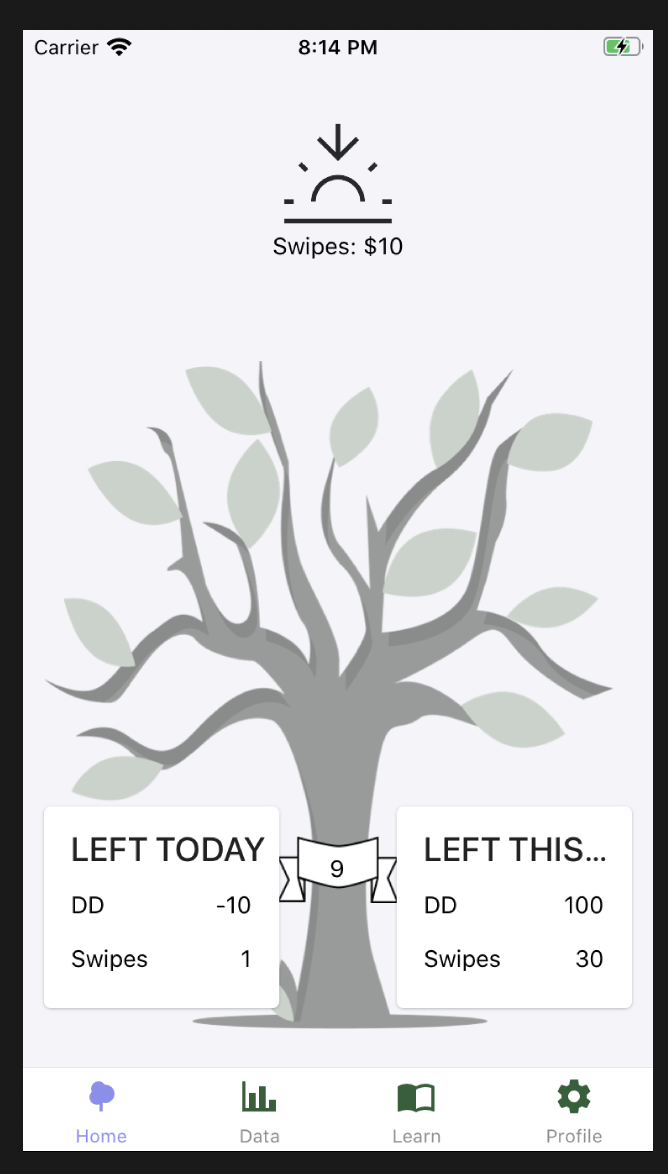 Carrier 8:14 PM
Swipes: $10
LEFT TODAY
DD -10
Swipes 1
9
LEFT THIS...
DD 100
Swipes 30
Home Data Learn Profile